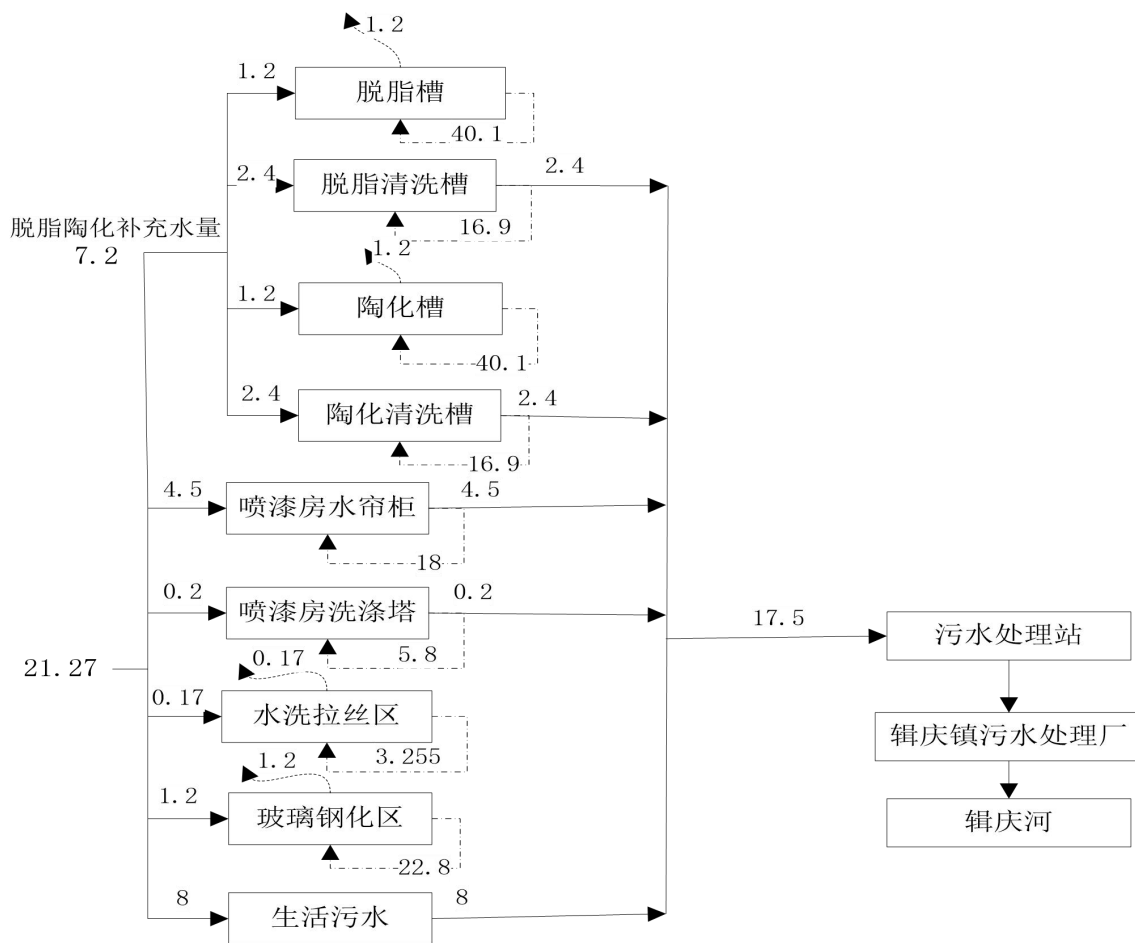 1.2
1.2
脱脂槽
40.1
2.4
脱脂清洗槽
2.4
16.9
脱脂陶化补充水量
7.2
1.2
1.2
陶化槽
40.1
2.4
陶化清洗槽
2.4
16.9
4.5
喷漆房水帘柜
4.5
18
0.2
喷漆房洗涤塔
0.2
5.8
17.5
污水处理站
21.27
0.17
0.17
水洗拉丝区
3.255
辑庆镇污水处理厂
1.2
1.2
玻璃钢化区
22.8
辑庆河
8
生活污水
8